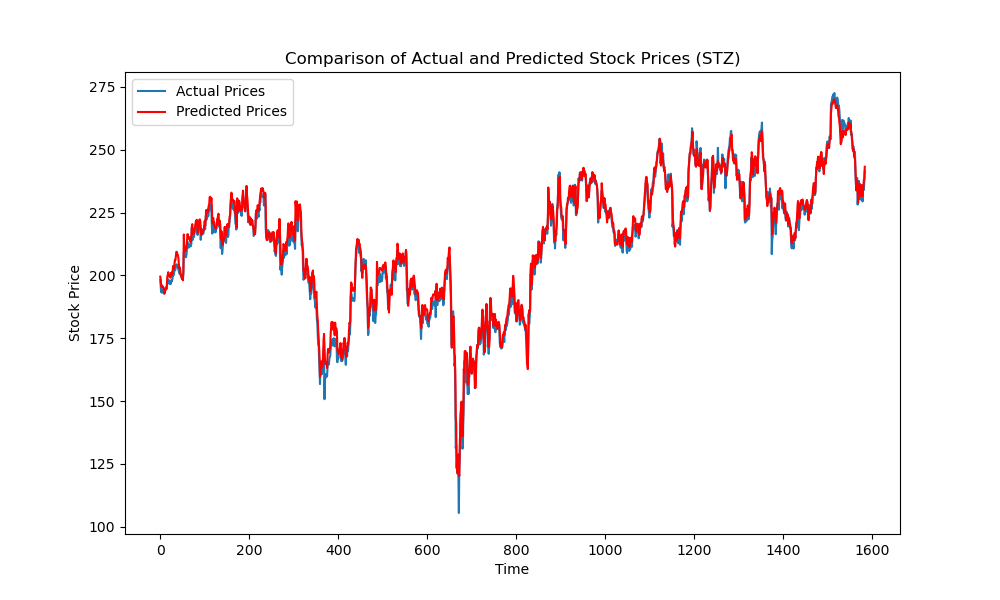 Comparison of Actual and Predicted Stock Prices (STZ)
Actual Prices
Predicted Prices
275
250
225
200
175
150
125
100
Stock Price
0 200 400 600 800 1000 1200 1400 1600
Time